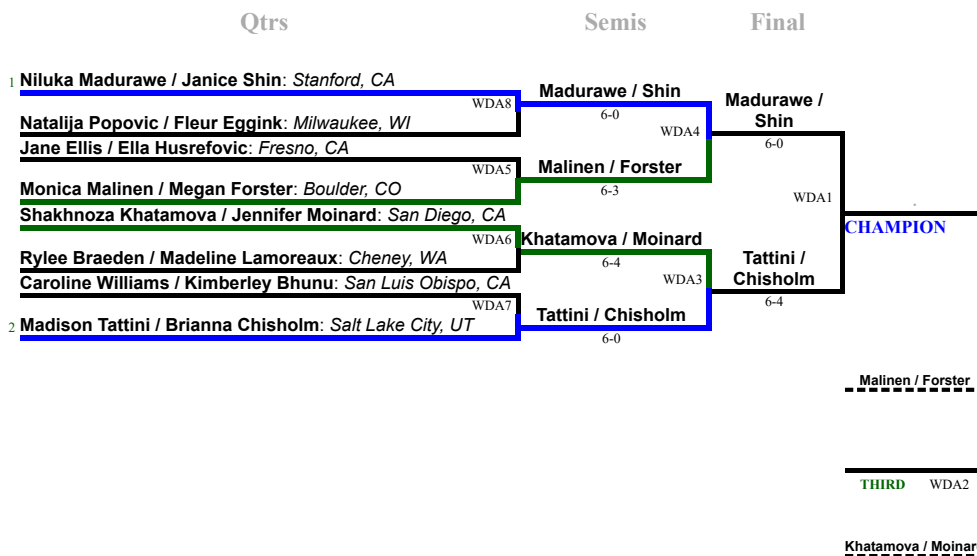 Qtrs Semis Final
1 Niluka Madurawe / Janice Shin: Stanford, CA
WDA8
Natalija Popovic / Fleur Eggink: Milwaukee, WI
Jane Ellis / Ella Husrefovic: Fresno, CA
WDA5
Monica Malinen / Megan Forster: Boulder, CO
Shakhnoza Khatamova / Jennifer Moinard: San Diego, CA
WDA6
Rylee Braeden / Madeline Lamoreaux: Cheney, WA
Caroline Williams / Kimberley Bhunu: San Luis Obispo, CA
WDA7
2 Madison Tattini / Brianna Chisholm: Salt Lake City, UT
Madurawe / Shin
6-0
WDA4
Malinen / Forster
6-3
Khatamova / Moinard
6-4
WDA3
Tattini / Chisholm
6-0
Madurawe /
Shin
6-0
WDA1
Tattini /
Chisholm
6-4
CHAMPION
Malinen / Forster
THIRD WDA2
Khatamova / Moinar